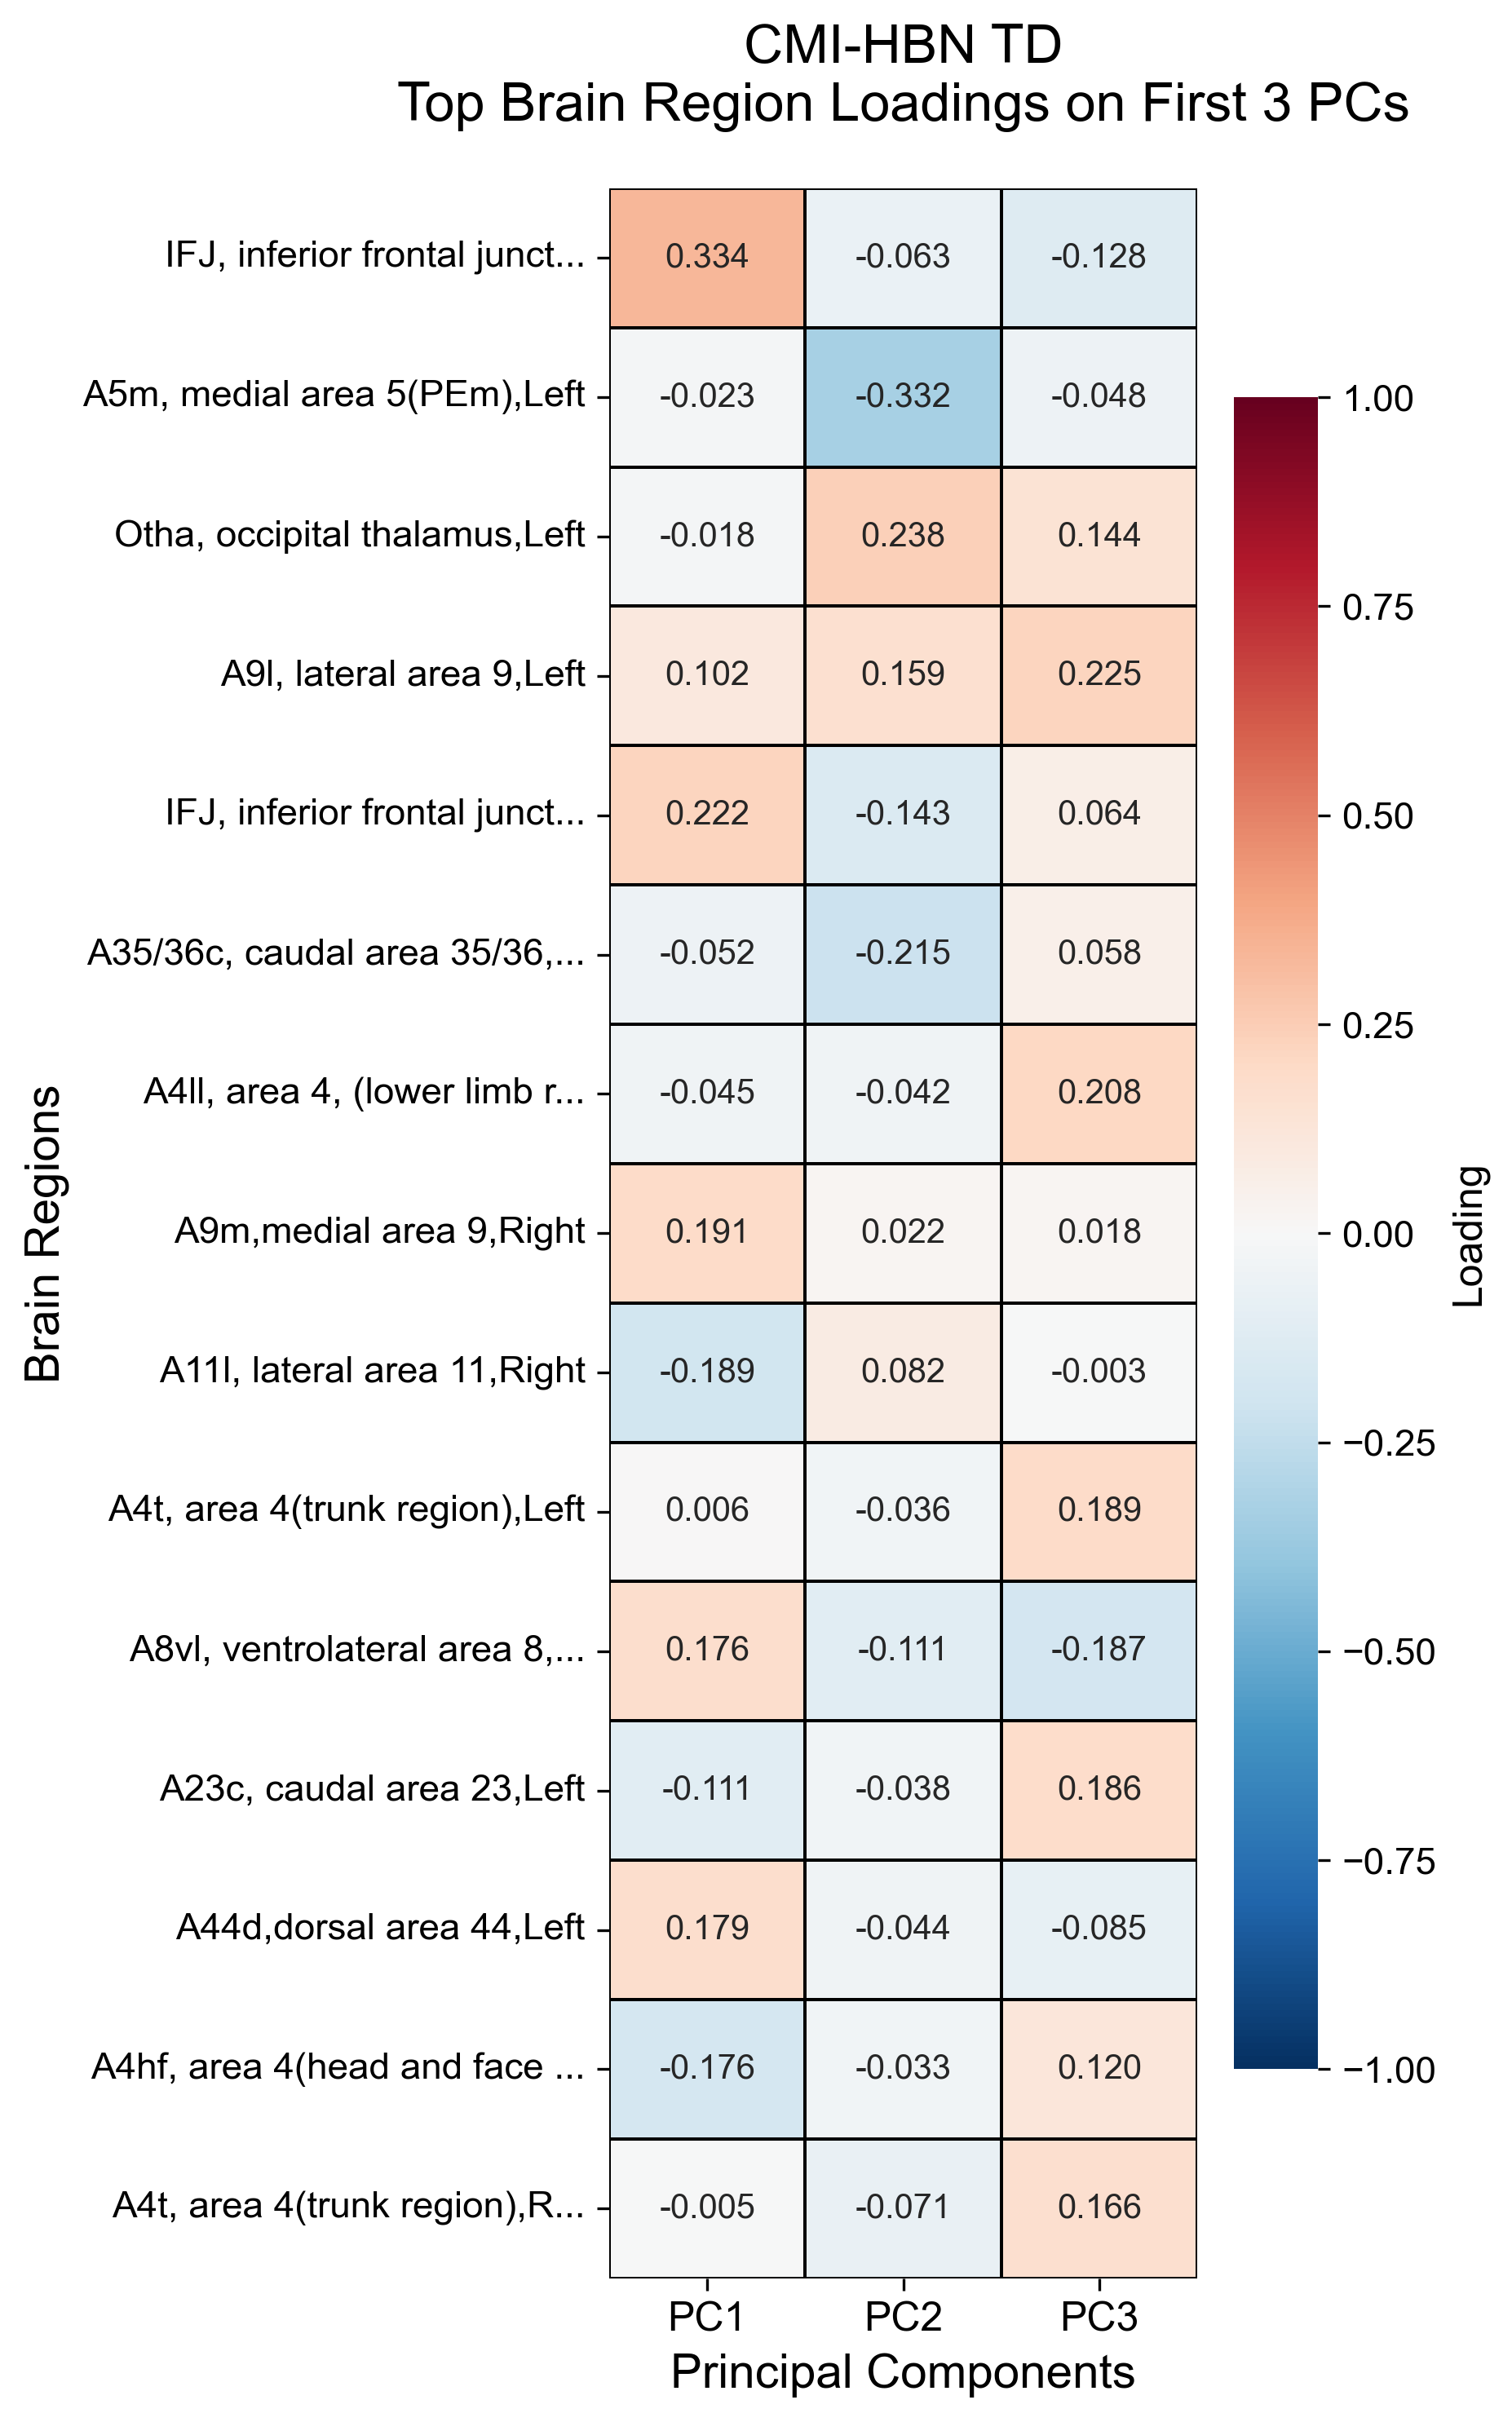 CMI-HBN TD
Top Brain Region Loadings on First 3 PCs
IFJ, inferior frontal junct... 0.334 -0.063 -0.128
A5m, medial area 5(PEm),Left -0.023 -0.332 -0.048
Otha, occipital thalamus,Left -0.018 0.238 0.144
A9l, lateral area 9,Left 0.102 0.159 0.225
IFJ, inferior frontal junct... 0.222 -0.143 0.064
A35/36c, caudal area 35/36,... -0.052 -0.215 0.058
A4ll, area 4, (lower limb r... -0.045 -0.042 0.208
A9m,medial area 9,Right 0.191 0.022 0.018
A11l, lateral area 11,Right -0.189 0.082 -0.003
A4t, area 4(trunk region),Left 0.006 -0.036 0.189
A8vl, ventrolateral area 8,... 0.176 -0.111 -0.187
A23c, caudal area 23,Left -0.111 -0.038 0.186
A44d,dorsal area 44,Left 0.179 -0.044 -0.085
A4hf, area 4(head and face ... -0.176 -0.033 0.120
A4t, area 4(trunk region),R... -0.005 -0.071 0.166
PC1 PC2 PC3
Principal Components
Brain Regions
1.00
0.75
0.50
0.25
0.00
−0.25
−0.50
−0.75
−1.00
Loading